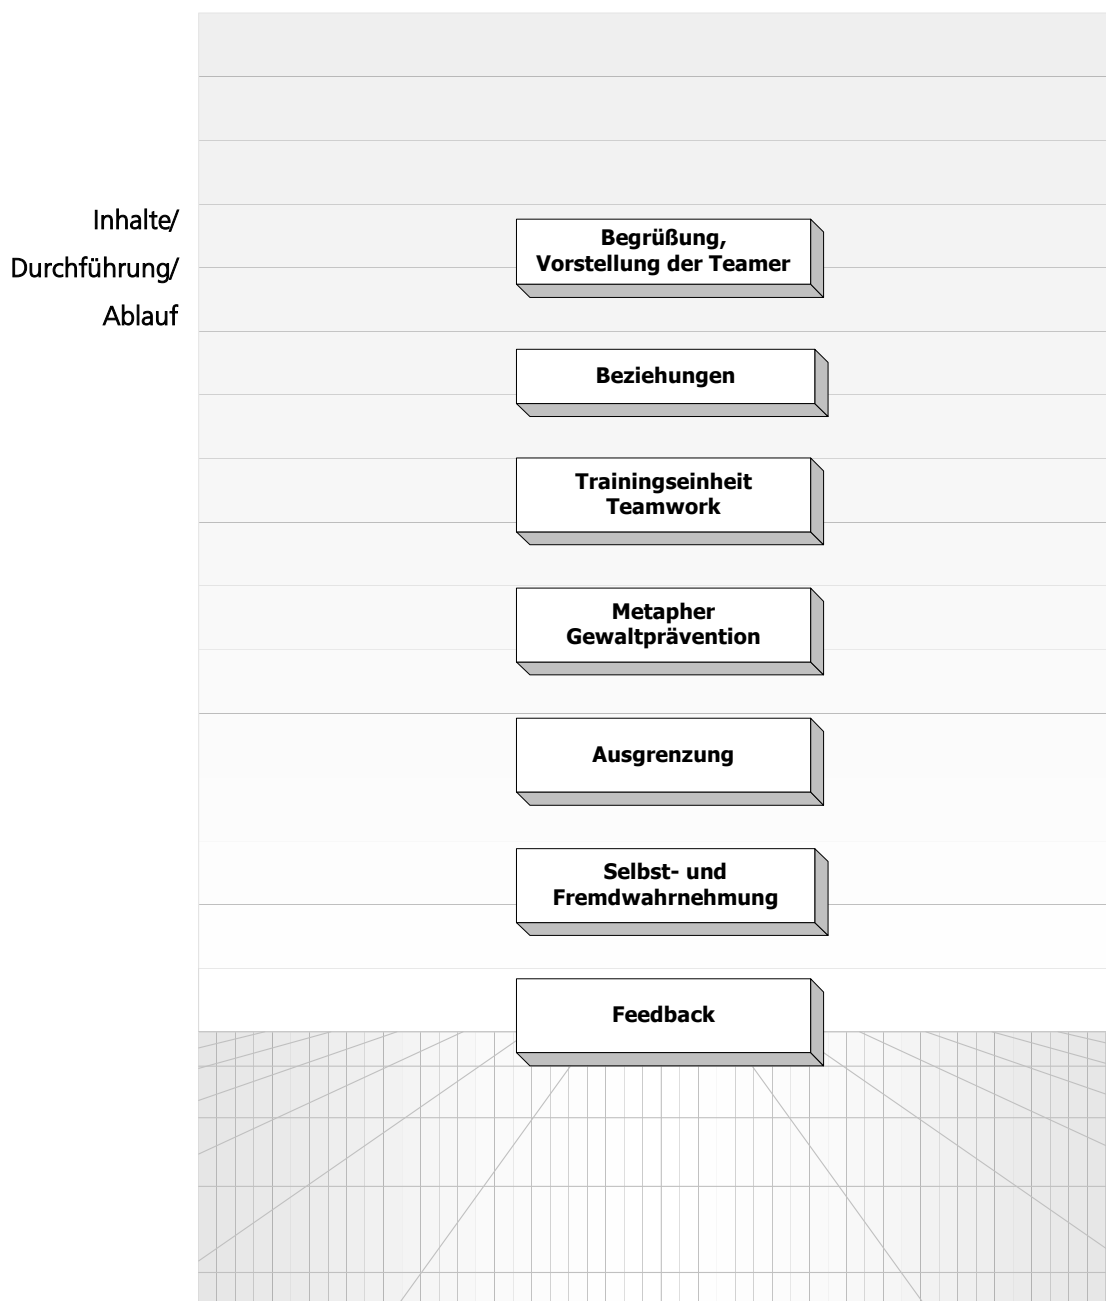 Inhalte/
Durchführung/
Ablauf
Begrüßung,
Vorstellung der Teamer
Beziehungen
Trainingseinheit
Teamwork
Metapher
Gewaltprävention
Ausgrenzung
Selbst- und
Fremdwahrnehmung
Feedback